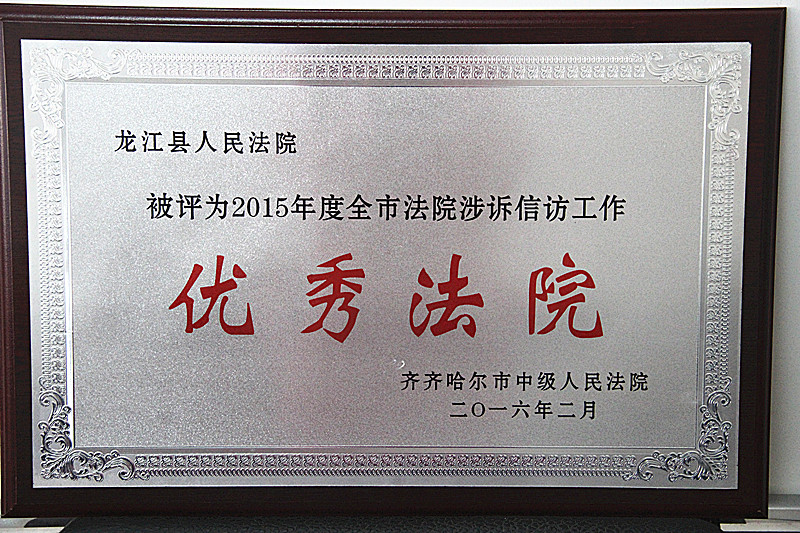 龙江县人民法院
被评为2015年度全市法院涉诉信访工作
优秀法院
齐齐哈尔市中级人民法院
二〇一六年二月